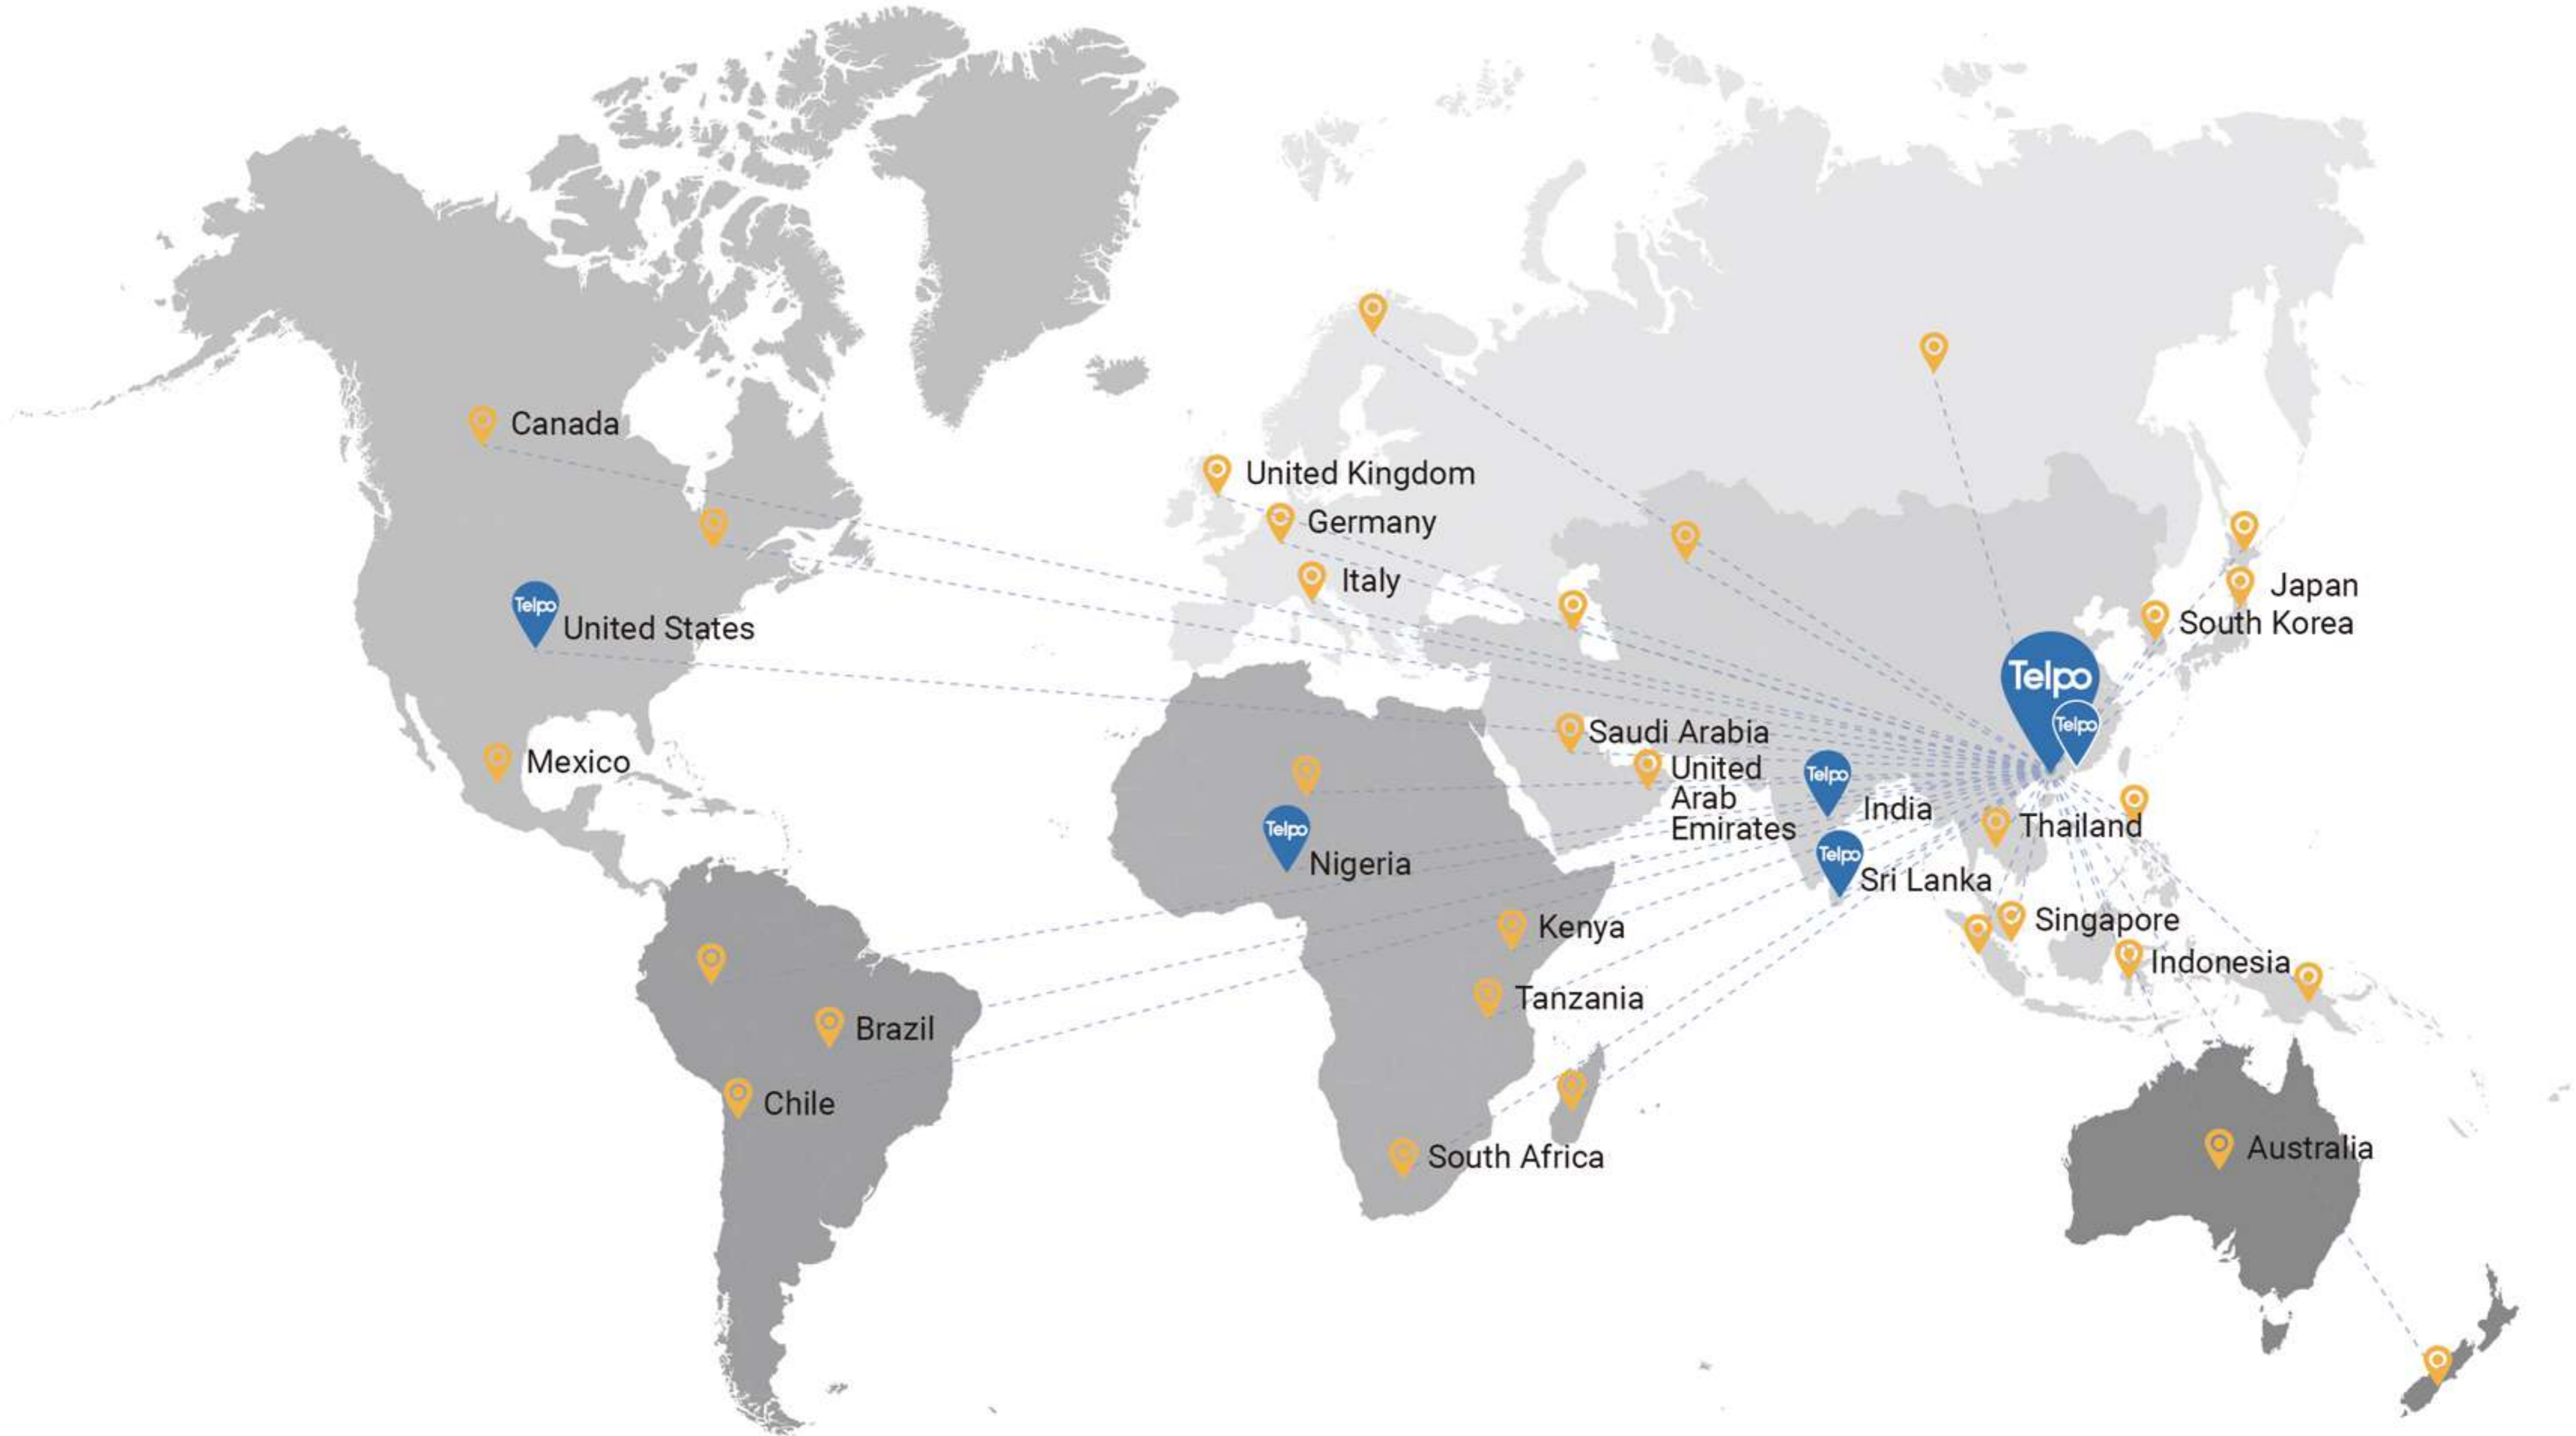 Canada
United Kingdom
Germany
Italy
Japan
Telpo
United States
South Korea
Telpo
Telpo
Saudi Arabia
Mexico
United
Arab
Emirates
Telpo
India
Thailand
Telpo
Nigeria
Telpo
Sri Lanka
Kenya
Singapore
Indonesia
Tanzania
Brazil
Chile
South Africa
Australia